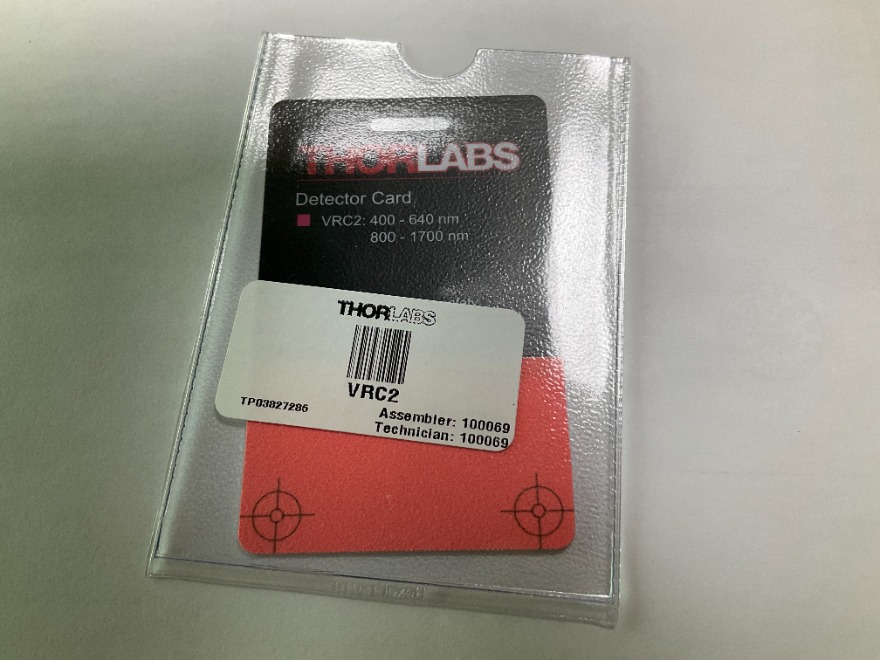 THORLABS
Detector Card
VRC2: 400 - 640 nm
800 - 1700 nm
THORLABS
VRC2
TP03827286
Assembler: 100069
Technician: 100069